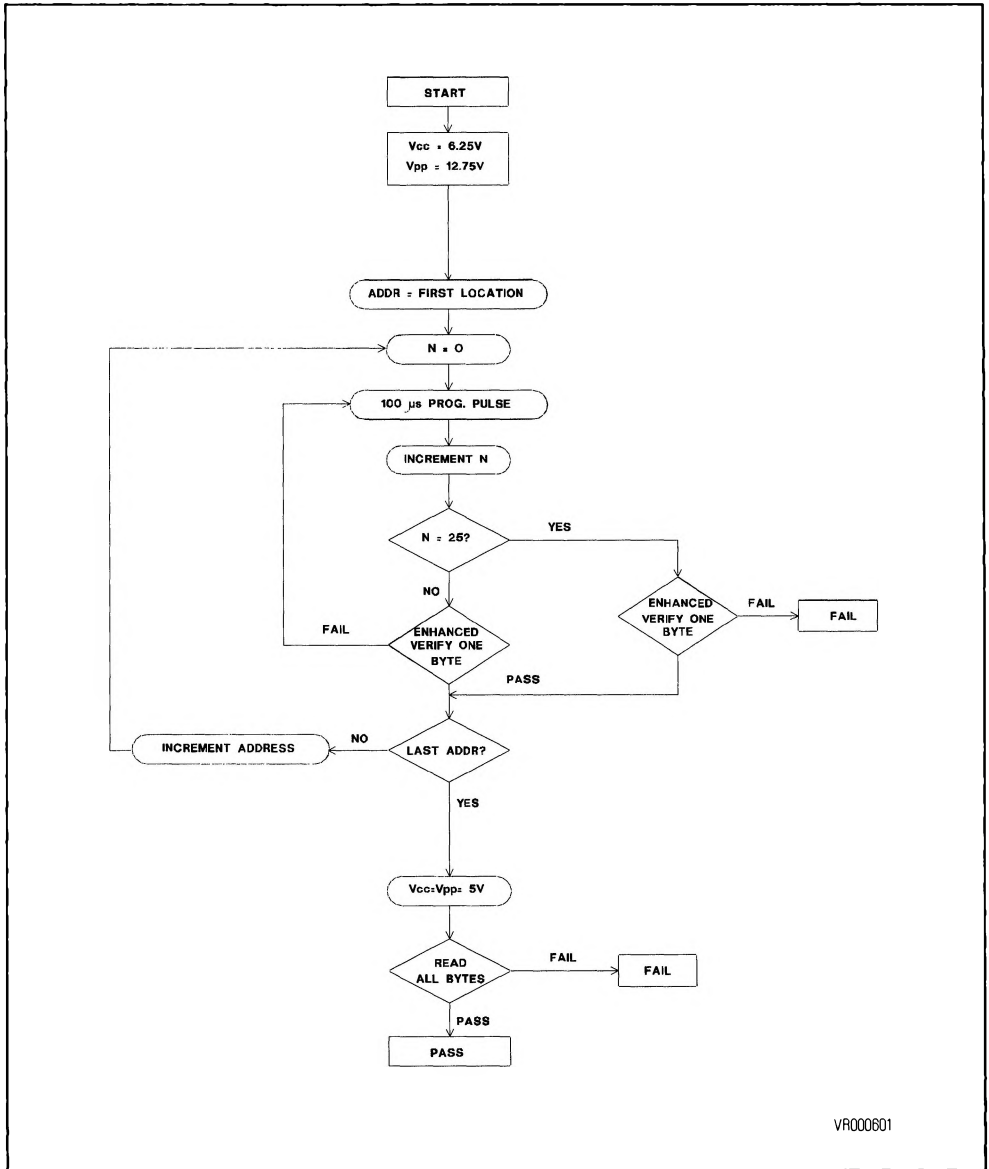 START
Vcc = 6.25V
Vpp = 12.75V
ADDR = FIRST LOCATION
N = 0
100 µs PROG. PULSE
INCREMENT N
N = 25?
YES
NO
ENHANCED
VERIFY ONE
BYTE
FAIL
FAIL
FAIL
ENHANCED
VERIFY ONE
BYTE
PASS
INCREMENT ADDRESS
NO
LAST ADDR?
YES
Vcc=Vpp= 5V
READ
ALL BYTES
FAIL
FAIL
PASS
PASS
VR000601